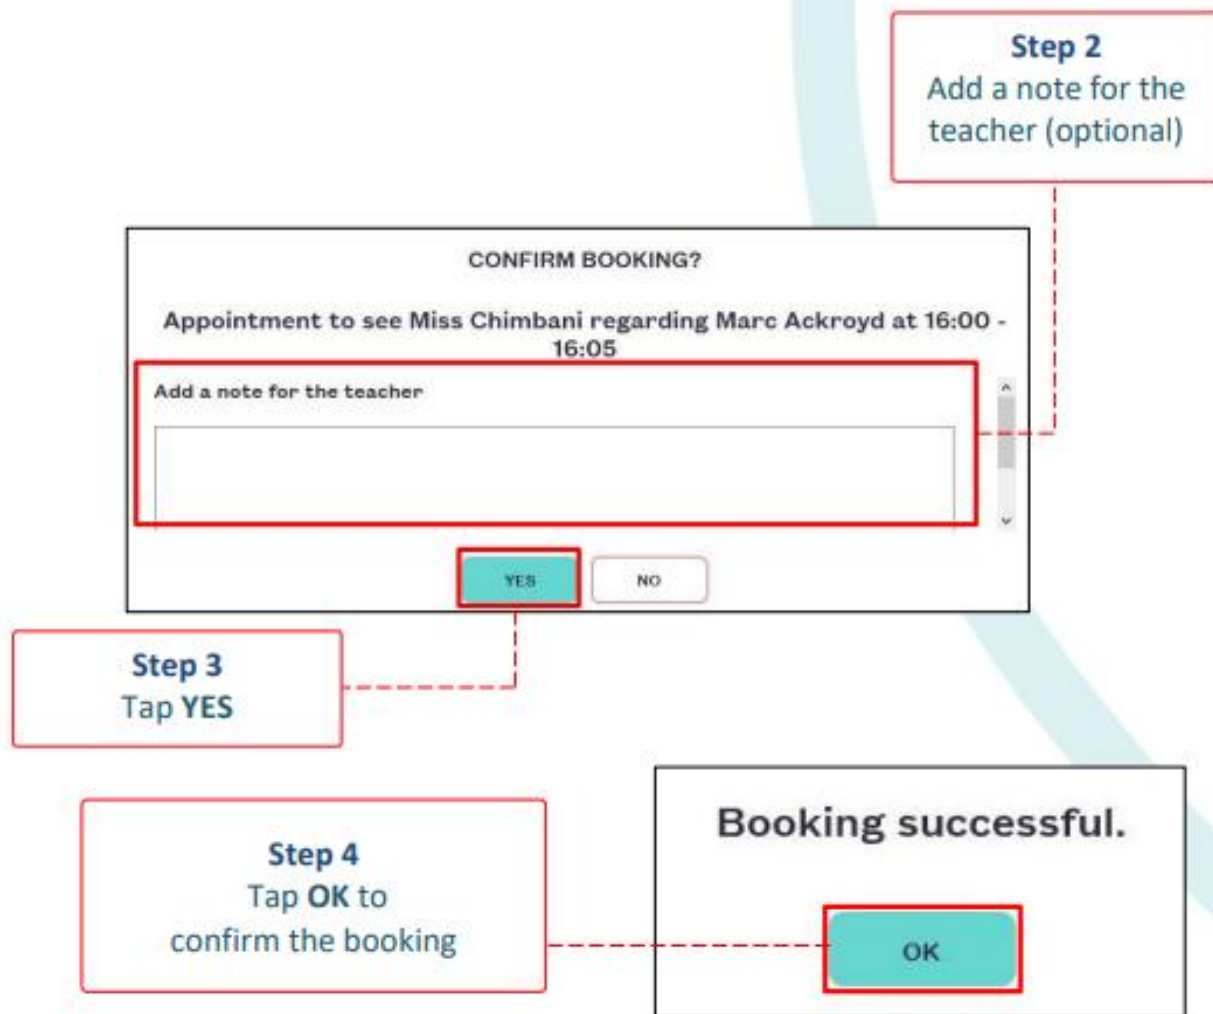 Step 2
Add a note for the
teacher (optional)
CONFIRM BOOKING?
Appointment to see Miss Chimbani regarding Marc Ackroyd at 16:00 -
16:05
Add a note for the teacher
YES
NO
Step 3
Tap YES
Step 4
Tap OK to
confirm the booking
Booking successful.
OK